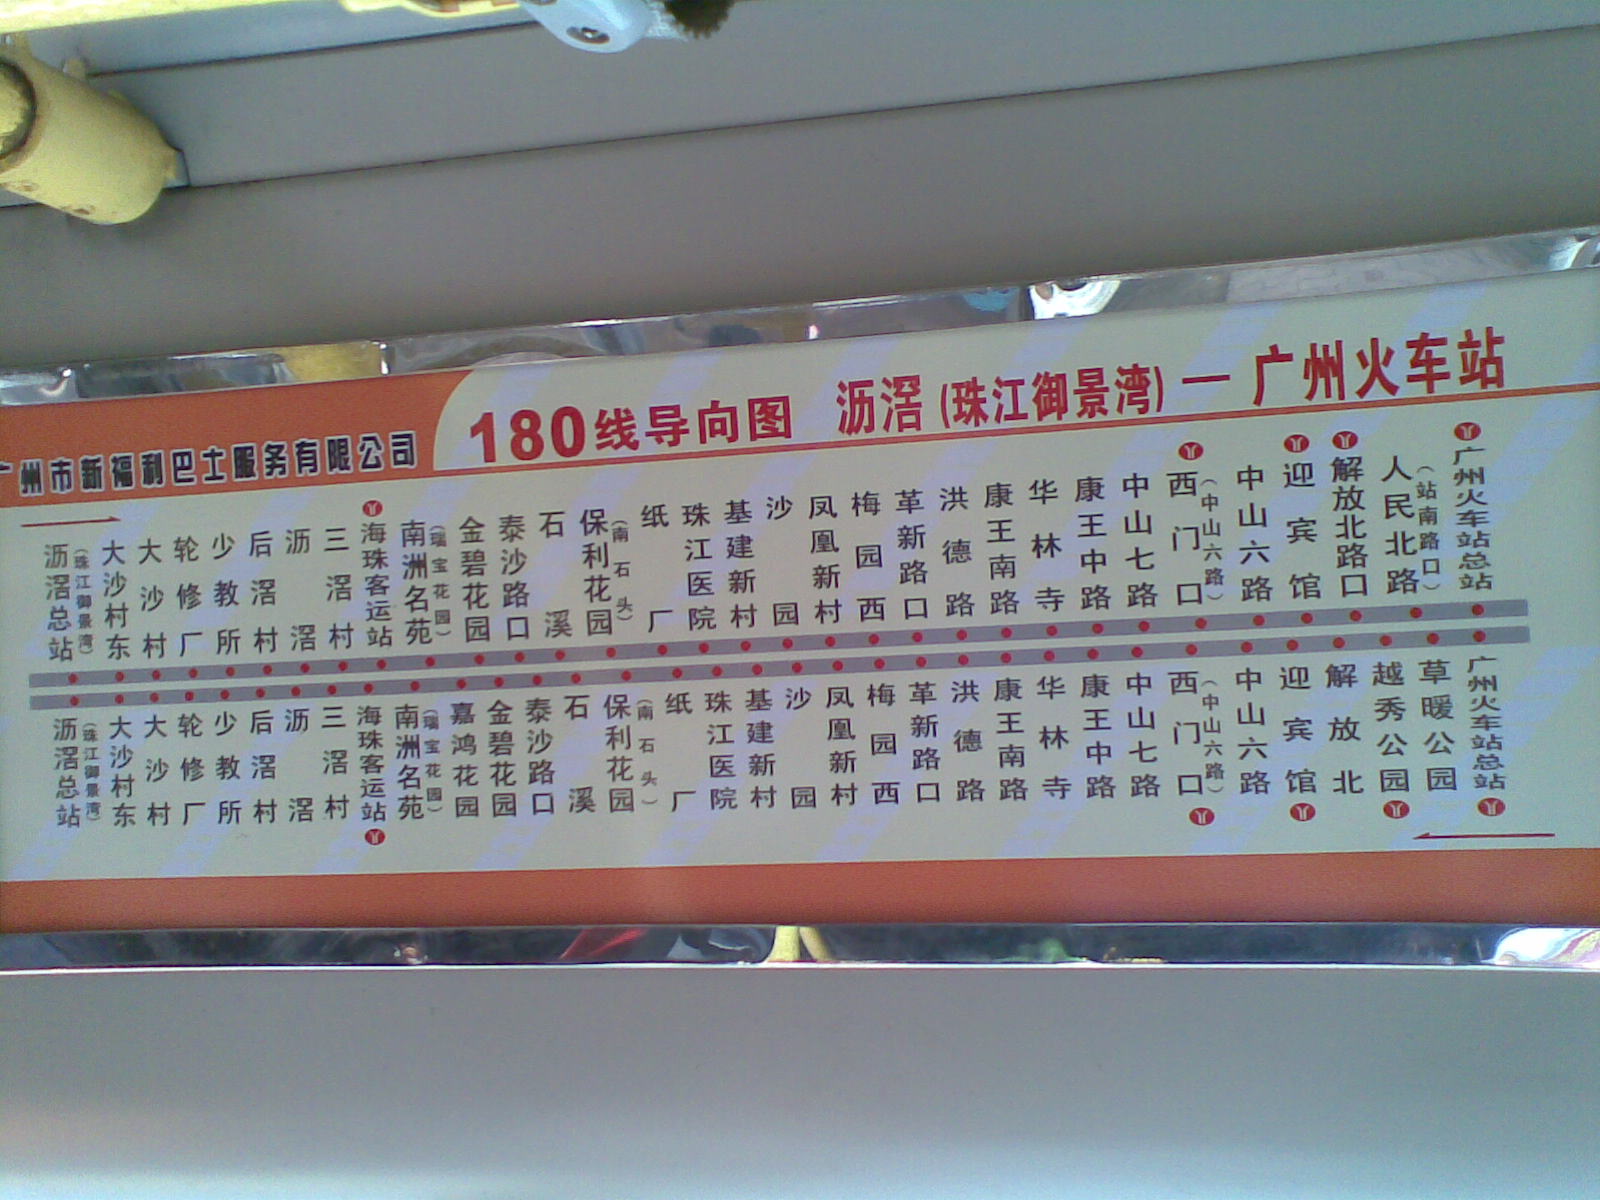 广州市新福利巴士服务有限公司
180线导向图 沥滘(珠江御景湾)—广州火车站
沥滘总站(珠江御景湾)
大沙村东
大沙村
轮修厂
少教所
后滘村
沥滘
三滘村
海珠客运站
南洲名苑(瑞宝花园)
金碧花园
泰沙路口
石溪
保利花园(南石头)
纸厂
珠江医院
基建新村
沙园
凤凰新村
梅园西
革新路口
洪德路
康王南路
华林寺
康王中路
中山七路
西门口(中山六路)
中山六路
迎宾馆
解放北路口
人民北路(站南路口)
广州火车站总站
沥滘总站(珠江御景湾)
大沙村东
大沙村
轮修厂
少教所
后滘村
沥滘
三滘村
海珠客运站
南洲名苑(瑞宝花园)
嘉鸿花园
金碧花园
泰沙路口
石溪
保利花园(南石头)
纸厂
珠江医院
基建新村
沙园
凤凰新村
梅园西
革新路口
洪德路
康王南路
华林寺
康王中路
中山七路
西门口(中山六路)
中山六路
迎宾馆
解放北
越秀公园
草暖公园
广州火车站总站